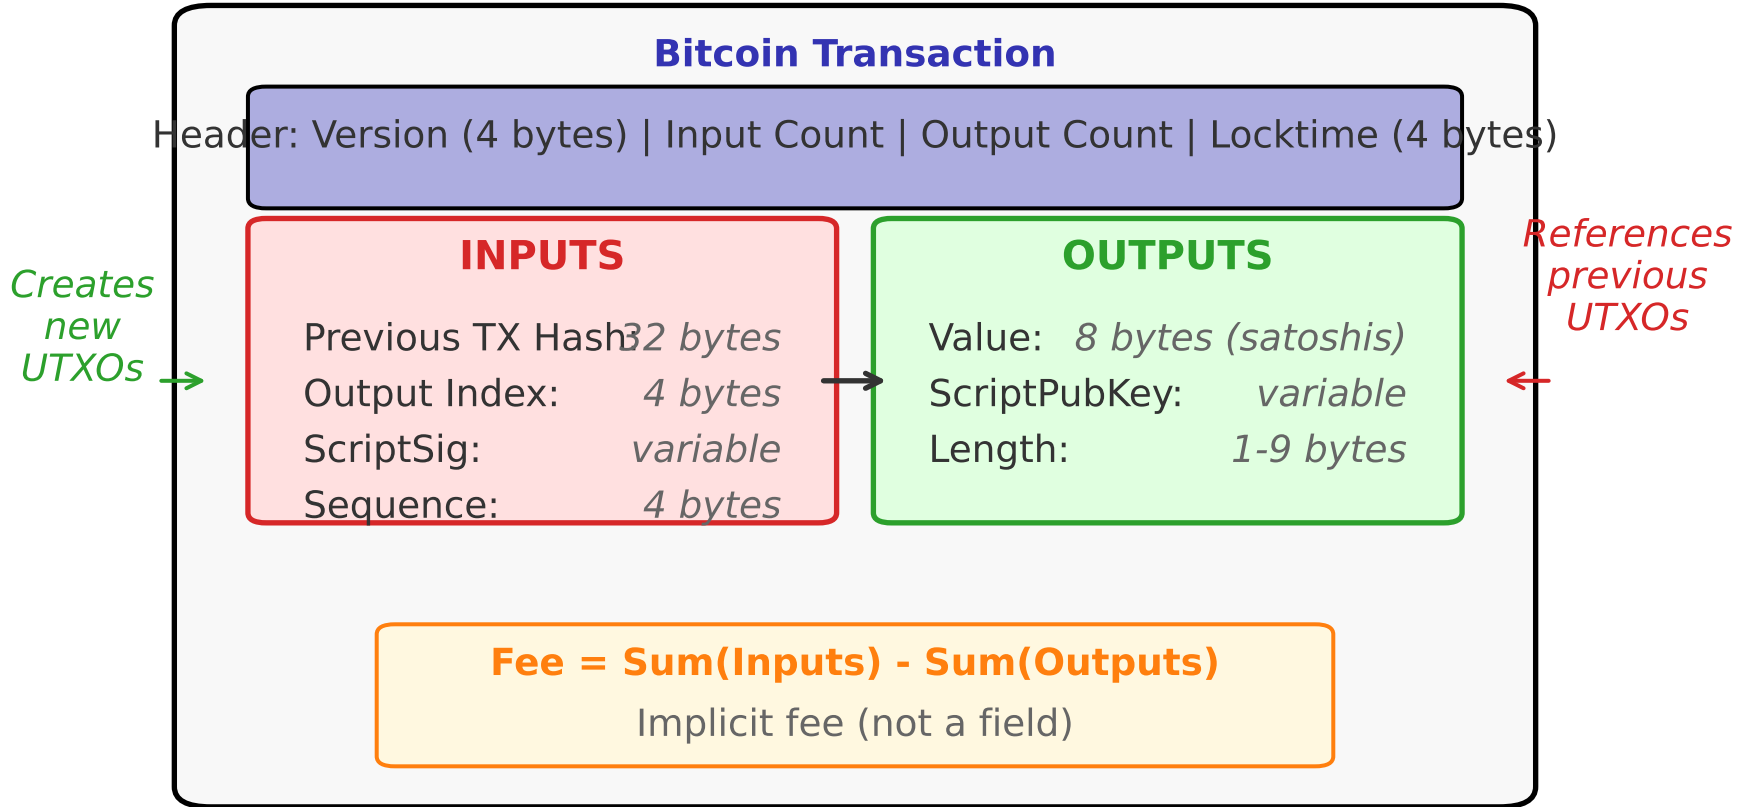 Bitcoin Transaction
Header: Version (4 bytes) | Input Count | Output Count | Locktime (4 bytes)
Creates
new
UTXOs
INPUTS
Previous TX Hash: 32 bytes
Output Index: 4 bytes
ScriptSig: variable
Sequence: 4 bytes
OUTPUTS
Value: 8 bytes (satoshis)
ScriptPubKey: variable
Length: 1-9 bytes
References
previous
UTXOs
Fee = Sum(Inputs) - Sum(Outputs)
Implicit fee (not a field)